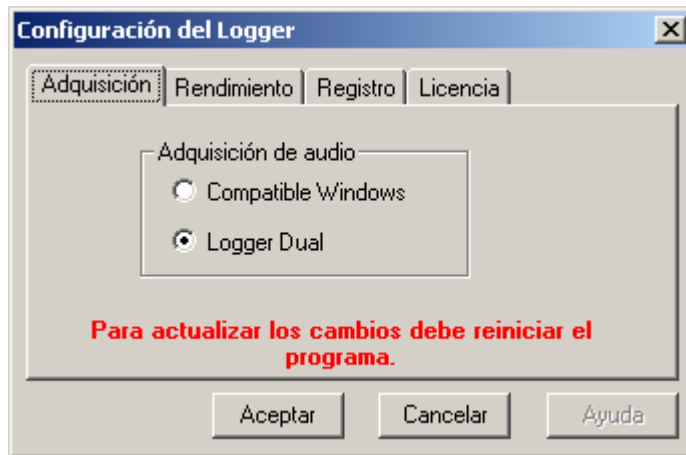 Configuración del Logger
Adquisición Rendimiento Registro Licencia
Adquisición de audio
Compatible Windows
Logger Dual
Para actualizar los cambios debe reiniciar el
programa.
Aceptar Cancelar Ayuda